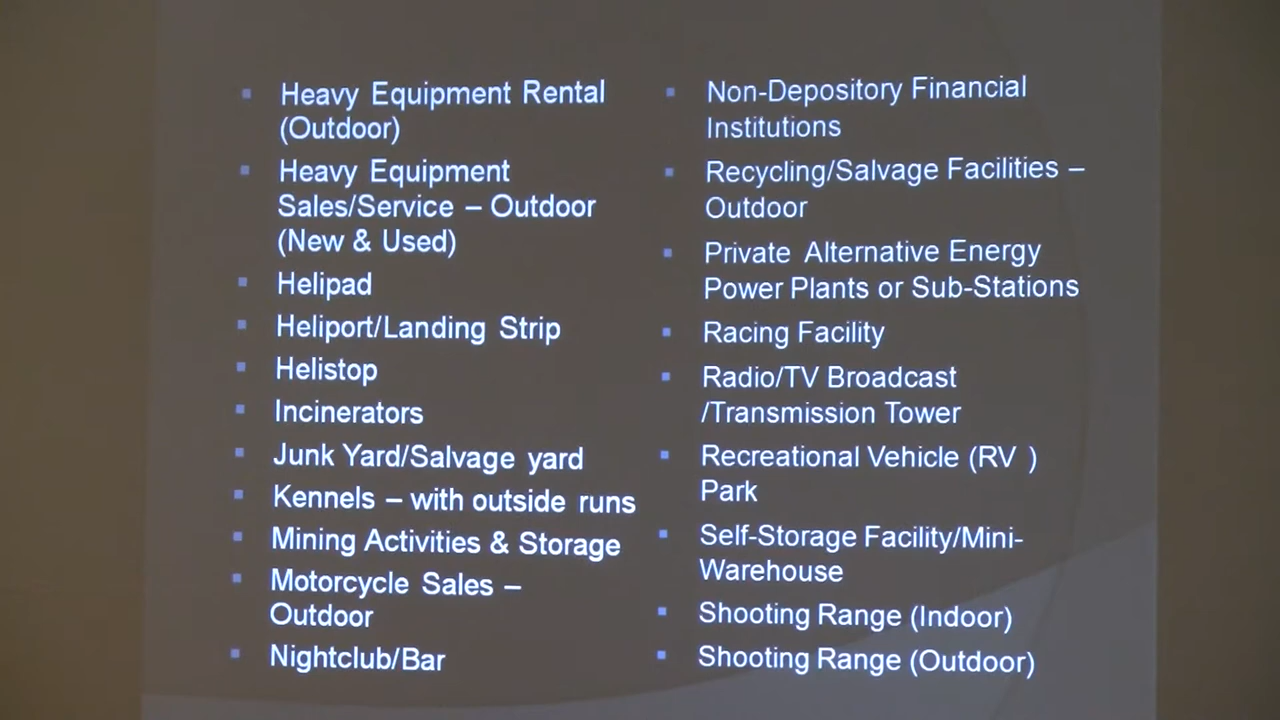 Heavy Equipment Rental
(Outdoor)
Heavy Equipment
Sales/Service – Outdoor
(New & Used)
Helipad
Heliport/Landing Strip
Helistop
Incinerators
Junk Yard/Salvage yard
Kennels – with outside runs
Mining Activities & Storage
Motorcycle Sales –
Outdoor
Nightclub/Bar
Non-Depository Financial
Institutions
Recycling/Salvage Facilities –
Outdoor
Private Alternative Energy
Power Plants or Sub-Stations
Racing Facility
Radio/TV Broadcast
/Transmission Tower
Recreational Vehicle (RV )
Park
Self-Storage Facility/Mini-
Warehouse
Shooting Range (Indoor)
Shooting Range (Outdoor)